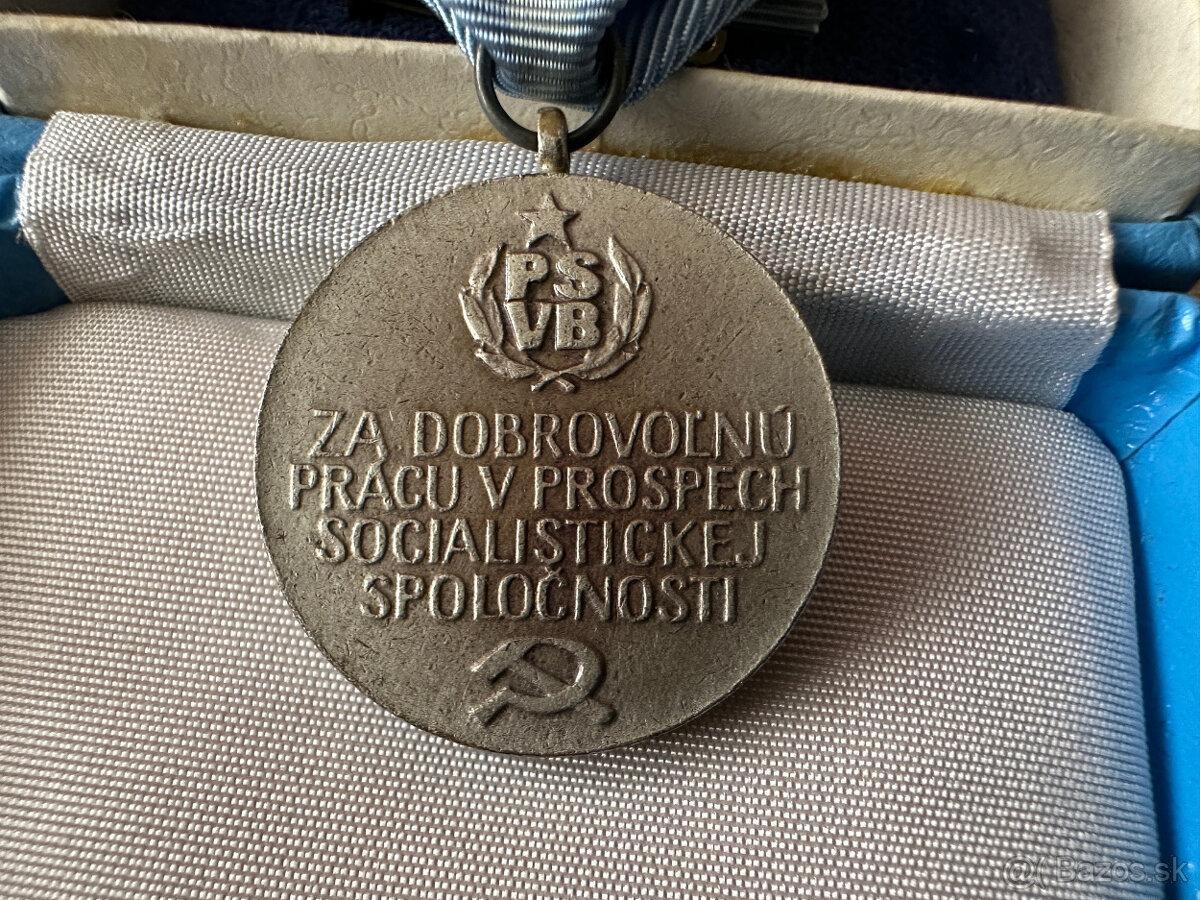 PS
VB
ZA DOBROVOĽNÚ
PRÁCU V PROSPECH
SOCIALISTICKEJ
SPOLOČNOSTI
@( Bazos.sk